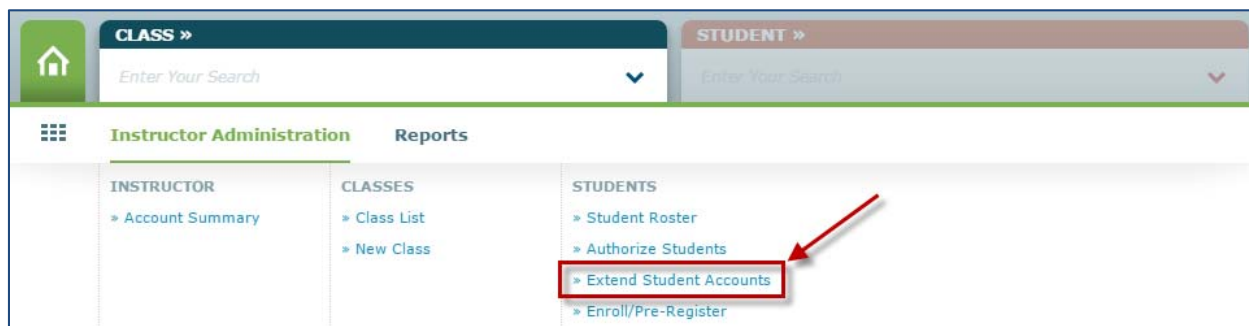 CLASS » STUDENT »
Enter Your Search Enter Your Search
Instructor Administration Reports
INSTRUCTOR CLASSES STUDENTS
» Account Summary » Class List » Student Roster
» New Class » Authorize Students
» Extend Student Accounts
» Enroll/Pre-Register